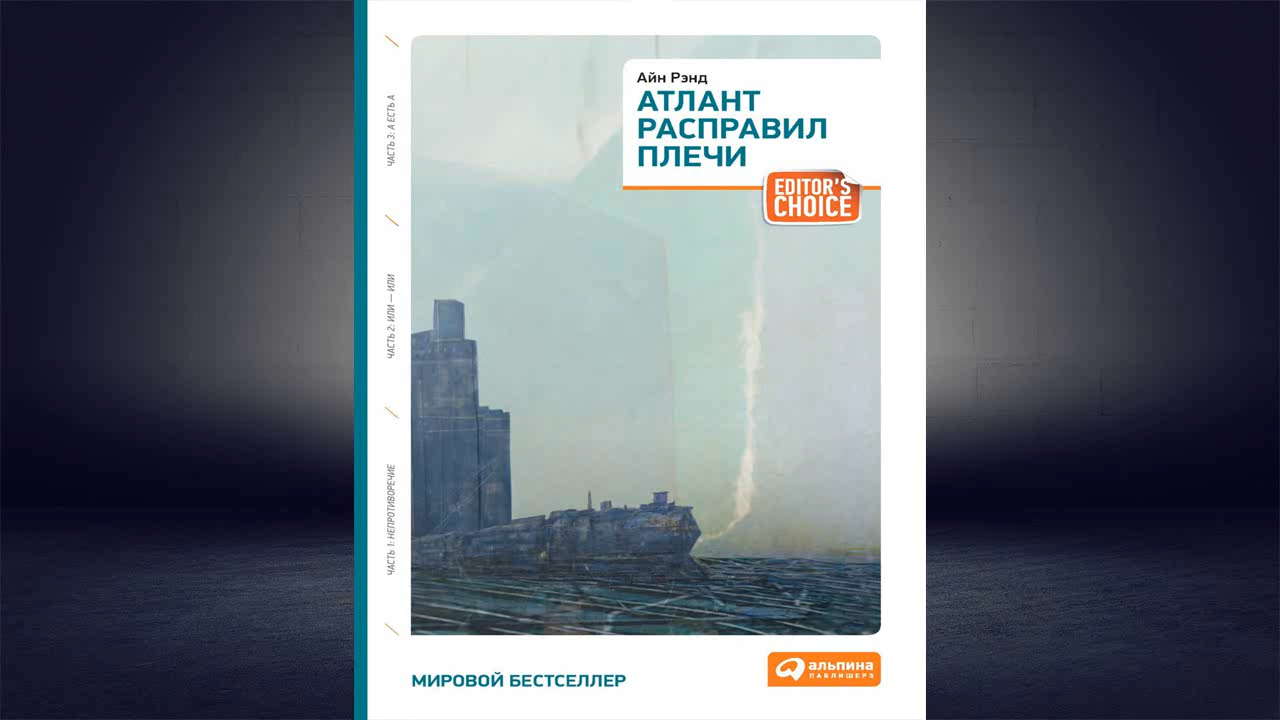 Айн Рэнд
АТЛАНТ
РАСПРАВИЛ
ПЛЕЧИ
EDITOR'S
CHOICE
ЧАСТЬ 3: А ЕСТЬ А
ЧАСТЬ 2: ИЛИ — ИЛИ
ЧАСТЬ 1: НЕПРОТИВОРЕЧИЕ
МИРОВОЙ БЕСТСЕЛЛЕР
альпина
ПАБЛИШЕРЗ